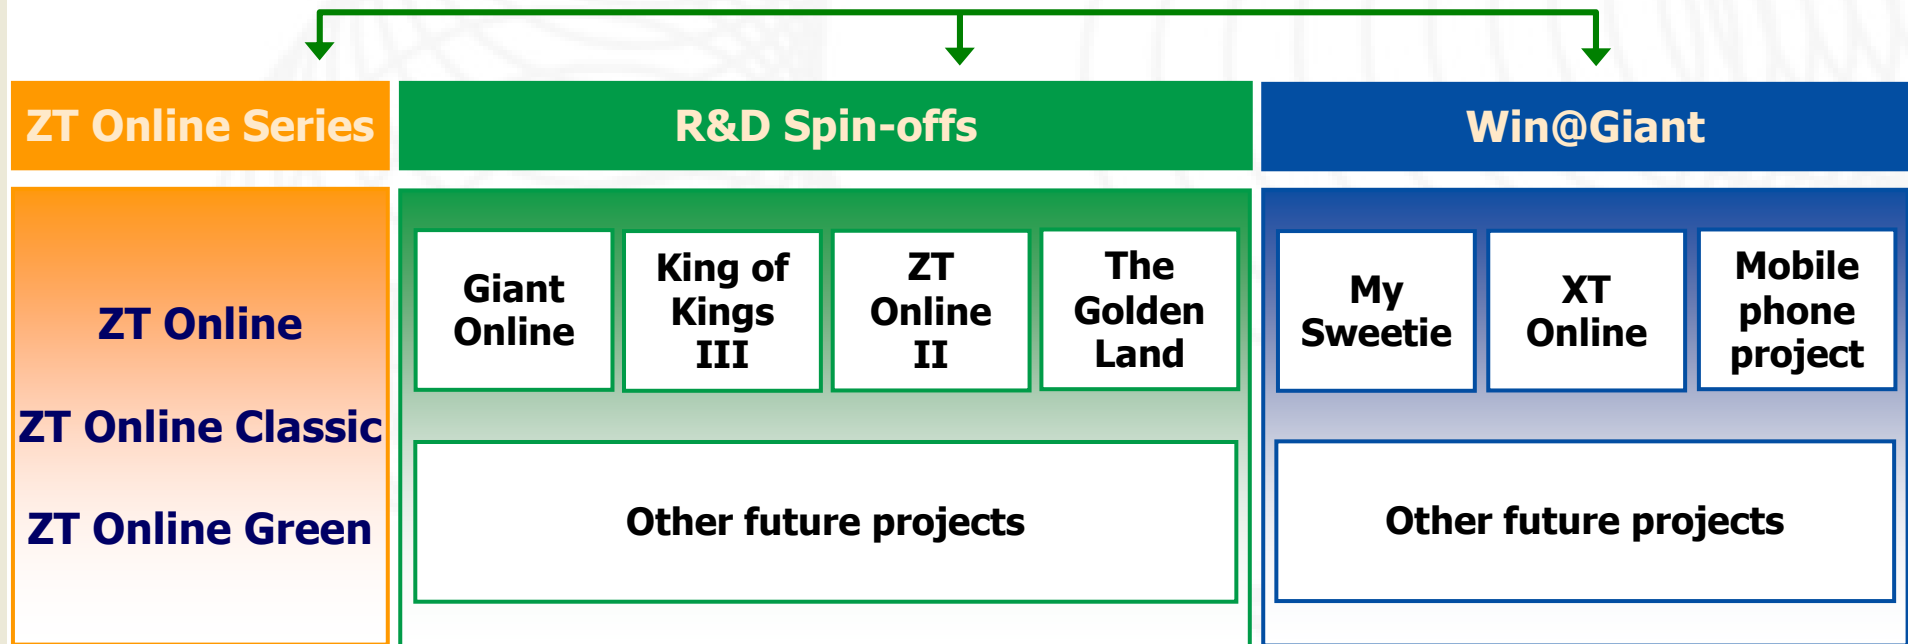 ZT Online Series
R&D Spin-offs
Win@Giant
ZT Online
ZT Online Classic
ZT Online Green
Giant
Online
King of
Kings
III
ZT
Online
II
The
Golden
Land
Other future projects
My
Sweetie
XT
Online
Mobile
phone
project
Other future projects